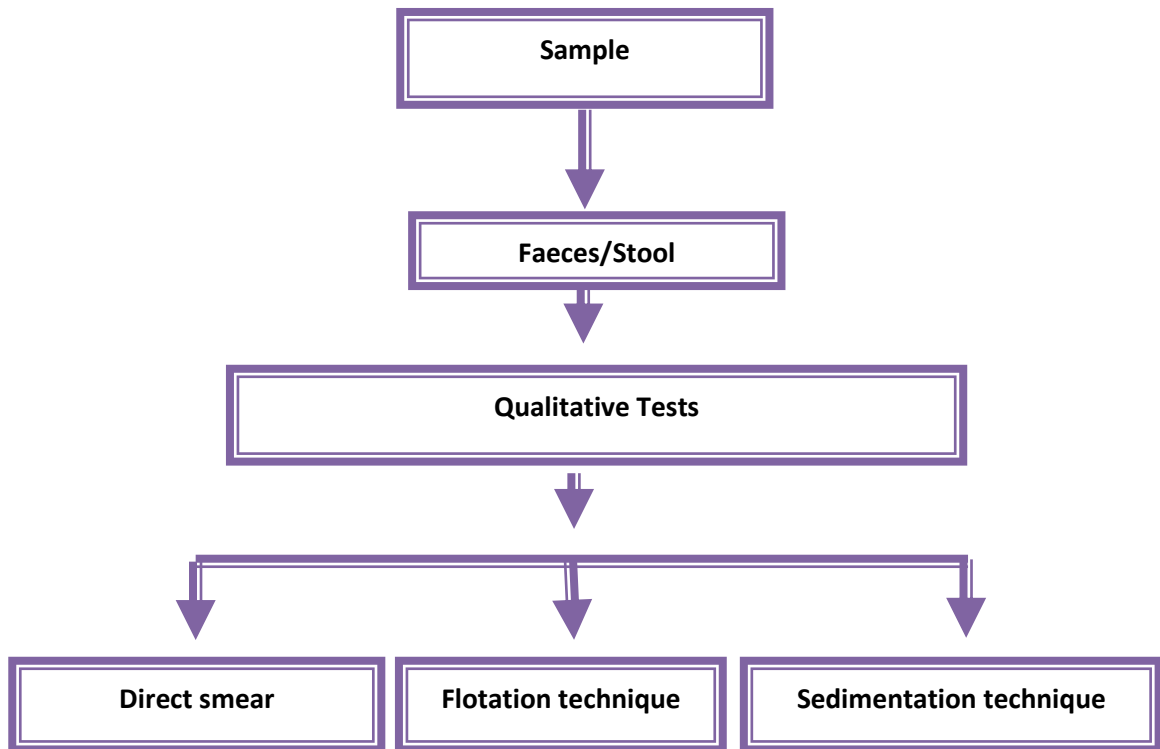 Sample
Faeces/Stool
Qualitative Tests
Direct smear
Flotation technique
Sedimentation technique